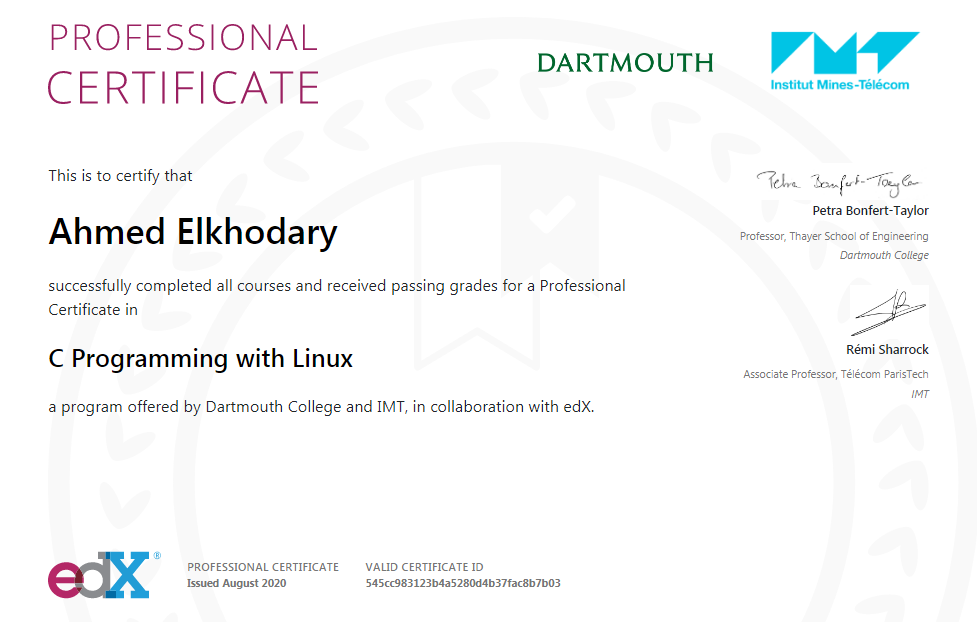 PROFESSIONAL
CERTIFICATE
DARTMOUTH
IMT
Institut Mines-Télécom
This is to certify that
Ahmed Elkhodary
successfully completed all courses and received passing grades for a Professional
Certificate in
C Programming with Linux
a program offered by Dartmouth College and IMT, in collaboration with edX.
Petra Bonfert-Taylor
Petra Bonfert-Taylor
Professor, Thayer School of Engineering
Dartmouth College
Rémi Sharrock
Associate Professor, Télécom ParisTech
IMT
edX®
PROFESSIONAL CERTIFICATE
Issued August 2020
VALID CERTIFICATE ID
545cc983123b4a5280d4b37fac8b7b03